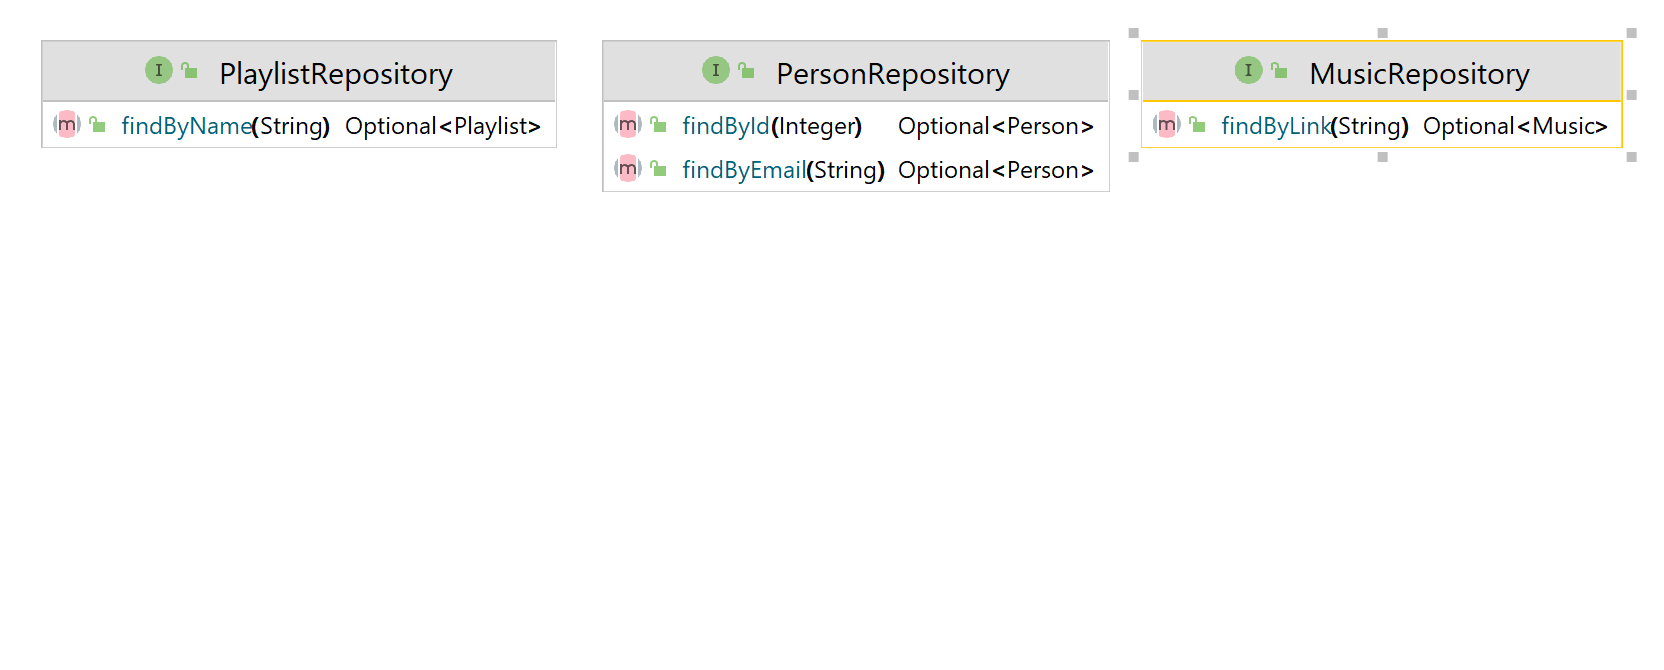 I PlaylistRepository
m findByName(String) Optional<Playlist>
I PersonRepository
m findById(Integer) Optional<Person>
m findByEmail(String) Optional<Person>
I MusicRepository
m findByLink(String) Optional<Music>